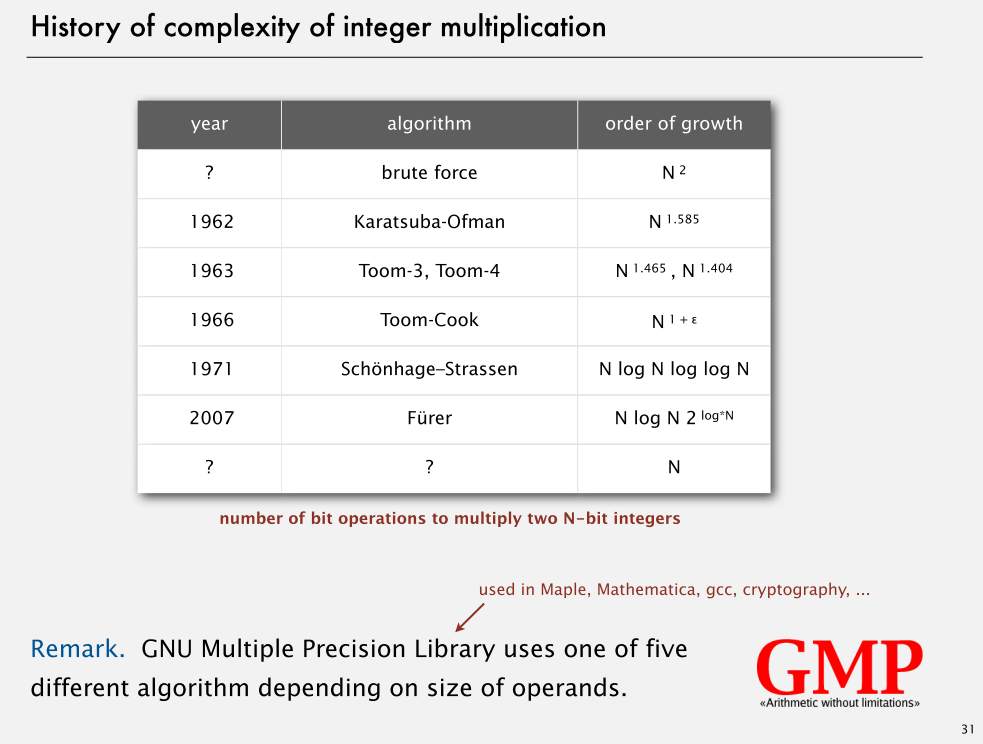 History of complexity of integer multiplication
year algorithm order of growth
? brute force N ²
1962 Karatsuba-Ofman N ^1.585
1963 Toom-3, Toom-4 N ^1.465 , N ^1.404
1966 Toom-Cook N ^1 + ε
1971 Schönhage–Strassen N log N log log N
2007 Fürer N log N 2 ^log*N
? ? N
number of bit operations to multiply two N-bit integers
used in Maple, Mathematica, gcc, cryptography, ...
Remark. GNU Multiple Precision Library uses one of five
different algorithm depending on size of operands.
GMP
«Arithmetic without limitations»
31